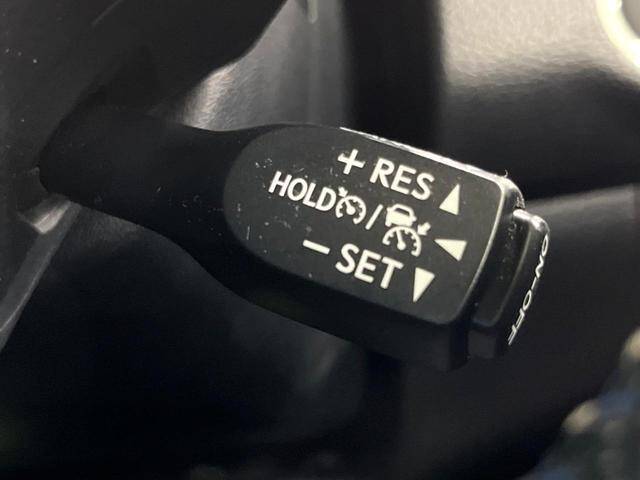 + RES ▲
HOLD / ◀
− SET ▼
ON-OFF